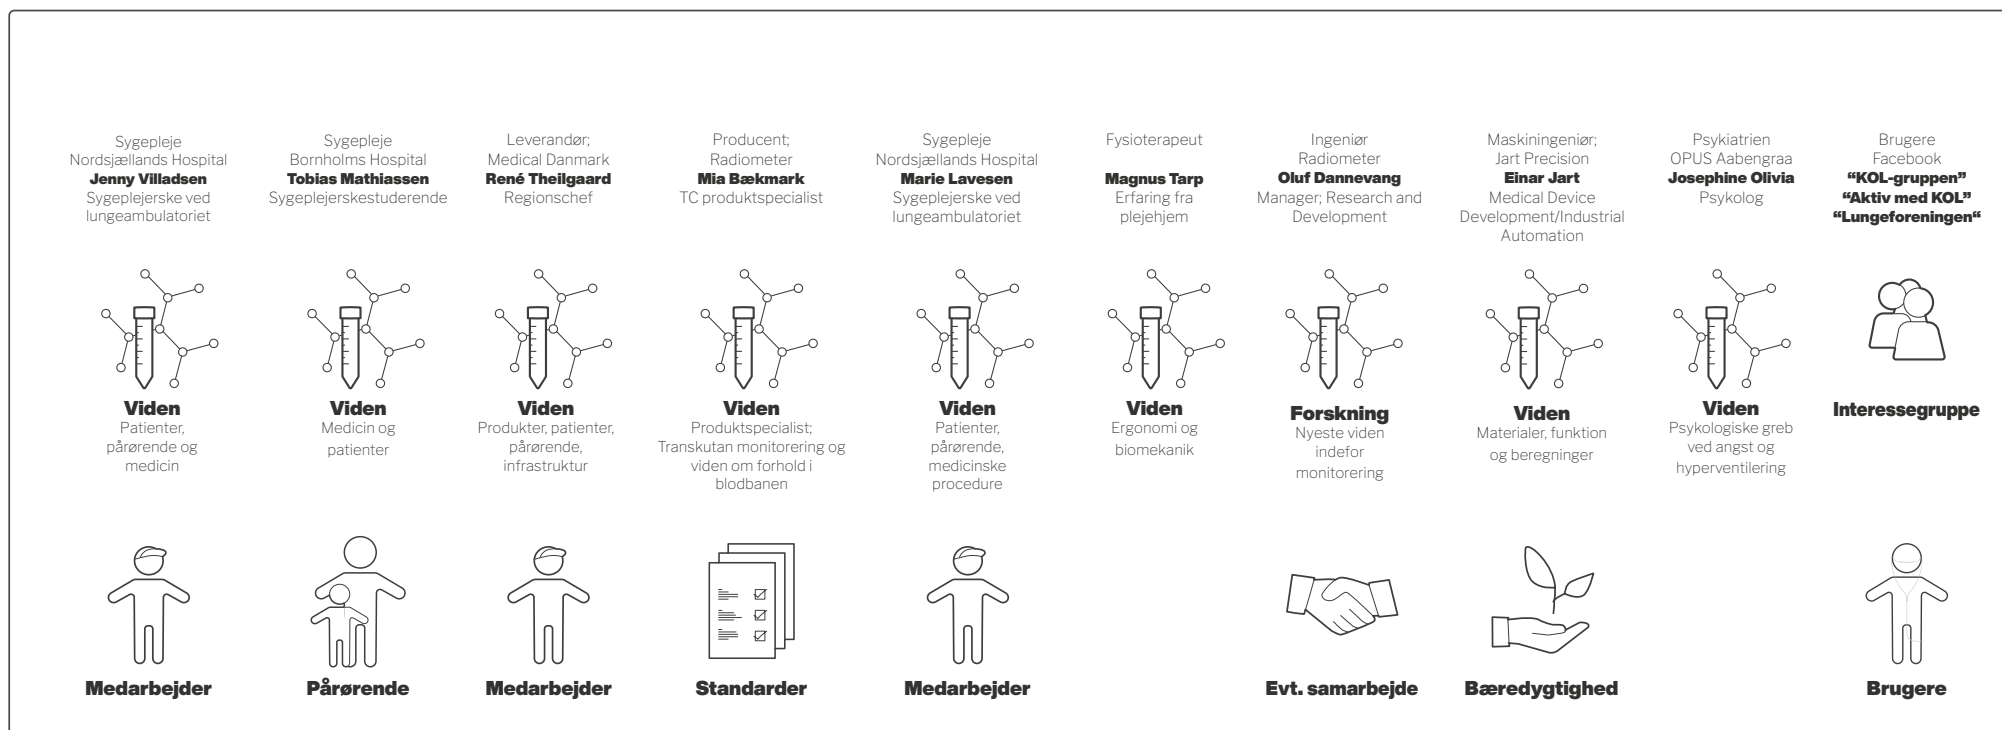 Sygepleje
Nordsjællands Hospital
Jenny Villadsen
Sygeplejerske ved
lungeambulatoriet
Sygepleje
Bornholms Hospital
Tobias Mathiassen
Sygeplejerskestuderende
Leverandør;
Medical Danmark
René Theilgaard
Regionschef
Producent;
Radiometer
Mia Bækmark
TC produktspecialist
Sygepleje
Nordsjællands Hospital
Marie Lavesen
Sygeplejerske ved
lungeambulatoriet
Fysioterapeut
Magnus Tarp
Erfaring fra
plejehjem
Ingeniør
Radiometer
Oluf Dannevang
Manager; Research and
Development
Maskiningeniør;
Jart Precision
Einar Jart
Medical Device
Development/Industrial
Automation
Psykiatrien
OPUS Aabengraa
Josephine Olivia
Psykolog
Brugere
Facebook
“KOL-gruppen”
“Aktiv med KOL”
“Lungeforeningen“
Viden
Patienter,
pårørende og
medicin
Viden
Medicin og
patienter
Viden
Produkter, patienter,
pårørende,
infrastruktur
Viden
Produktspecialist;
Transkutan monitorering og
viden om forhold i
blodbanen
Viden
Patienter,
pårørende,
medicinske
procedure
Viden
Ergonomi og
biomekanik
Forskning
Nyeste viden
indefor
monitorering
Viden
Materialer, funktion
og beregninger
Viden
Psykologiske greb
ved angst og
hyperventilering
Interessegruppe
Medarbejder
Pårørende
Medarbejder
Standarder
Medarbejder
Evt. samarbejde
Bæredygtighed
Brugere